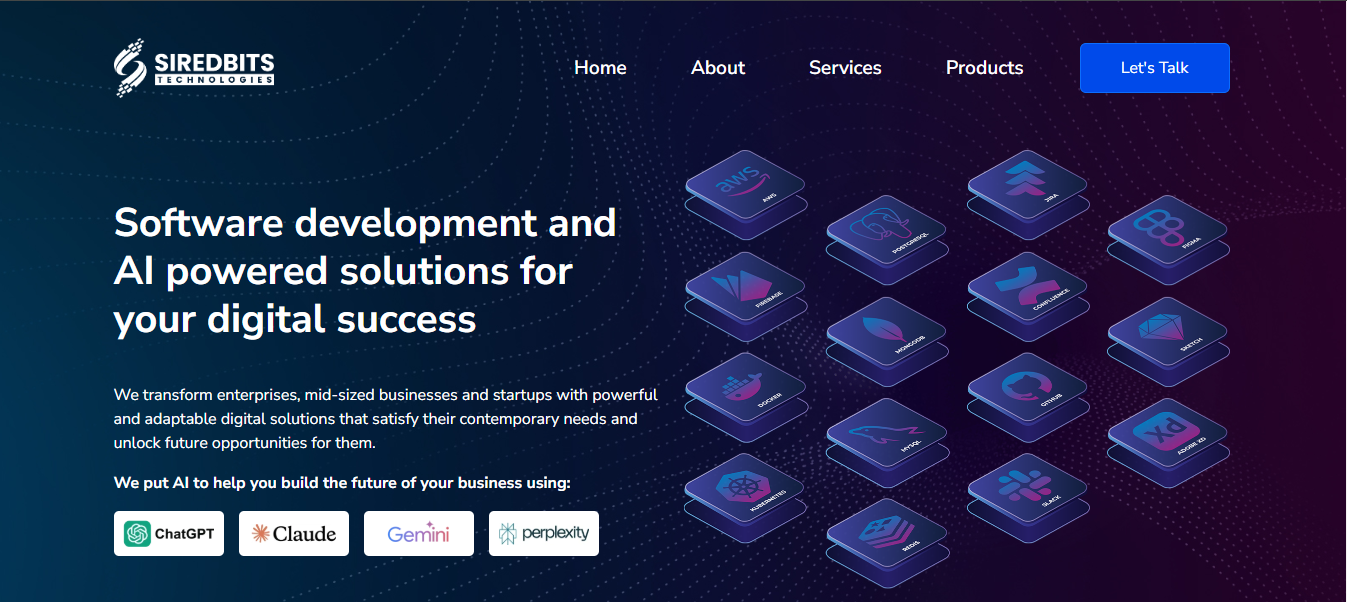 SIREDBITS
TECHNOLOGIES
Home
About
Services
Products
Let's Talk
Software development and
AI powered solutions for
your digital success
We transform enterprises, mid-sized businesses and startups with powerful
and adaptable digital solutions that satisfy their contemporary needs and
unlock future opportunities for them.
We put AI to help you build the future of your business using:
ChatGPT
Claude
Gemini
perplexity
aws
AWS
POSTGRESQL
JIRA
FIGMA
FIREBASE
MONGODB
CONFLUENCE
SKETCH
DOCKER
MYSQL
GITHUB
Xd
ADOBE XD
KUBERNETES
REDIS
SLACK